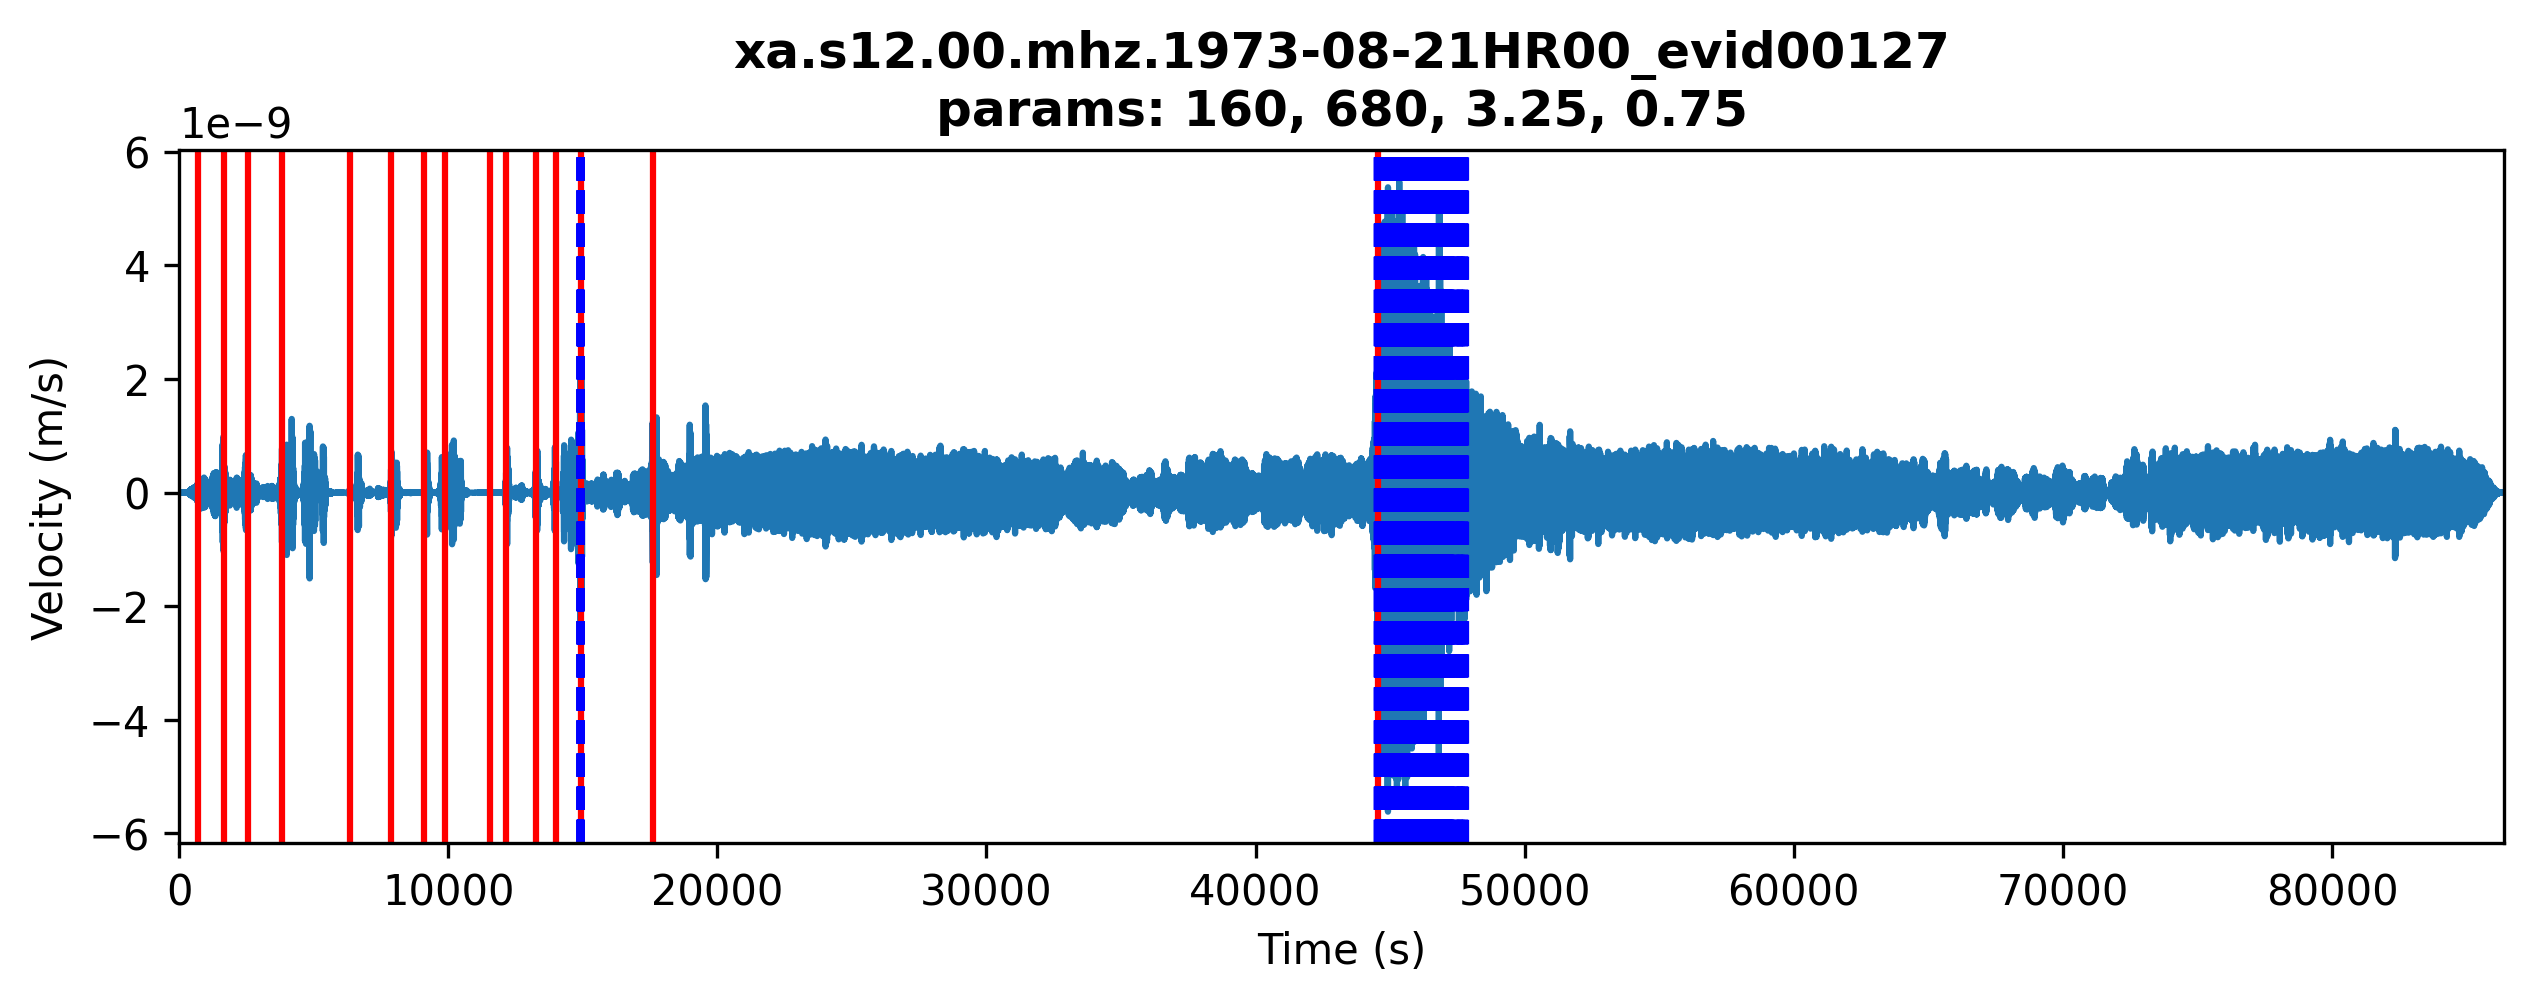 xa.s12.00.mhz.1973-08-21HR00_evid00127
params: 160, 680, 3.25, 0.75
1e−9
6
4
2
0
−2
−4
−6
Velocity (m/s)
0 10000 20000 30000 40000 50000 60000 70000 80000
Time (s)